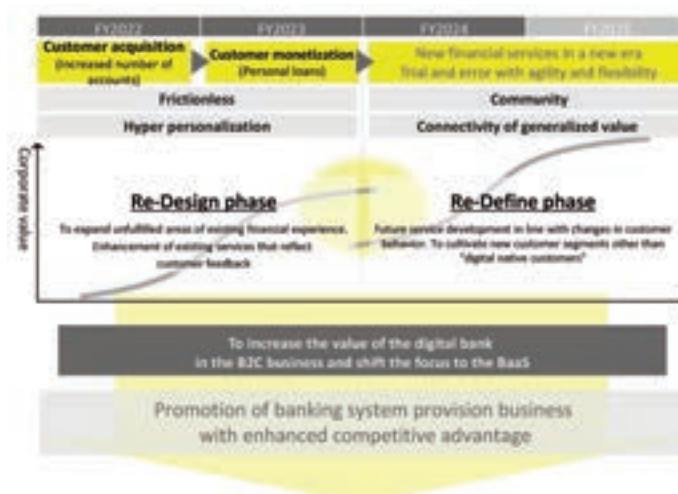 FY2022 FY2023 FY2024 FY2025
Customer acquisition
(Increased number of
accounts)
Customer monetization
(Personal loans)
New financial services in a new era
Trial and error with agility and flexibility
Frictionless
Community
Hyper personalization
Connectivity of generalized value
Corporate value
Re-Design phase
To expand unfulfilled areas of existing financial experience.
Enhancement of existing services that reflect
customer feedback
Re-Define phase
Future service development in line with changes in customer
behavior. To cultivate new customer segments other than
"digital native customers"
To increase the value of the digital bank
in the B2C business and shift the focus to the BaaS
Promotion of banking system provision business
with enhanced competitive advantage